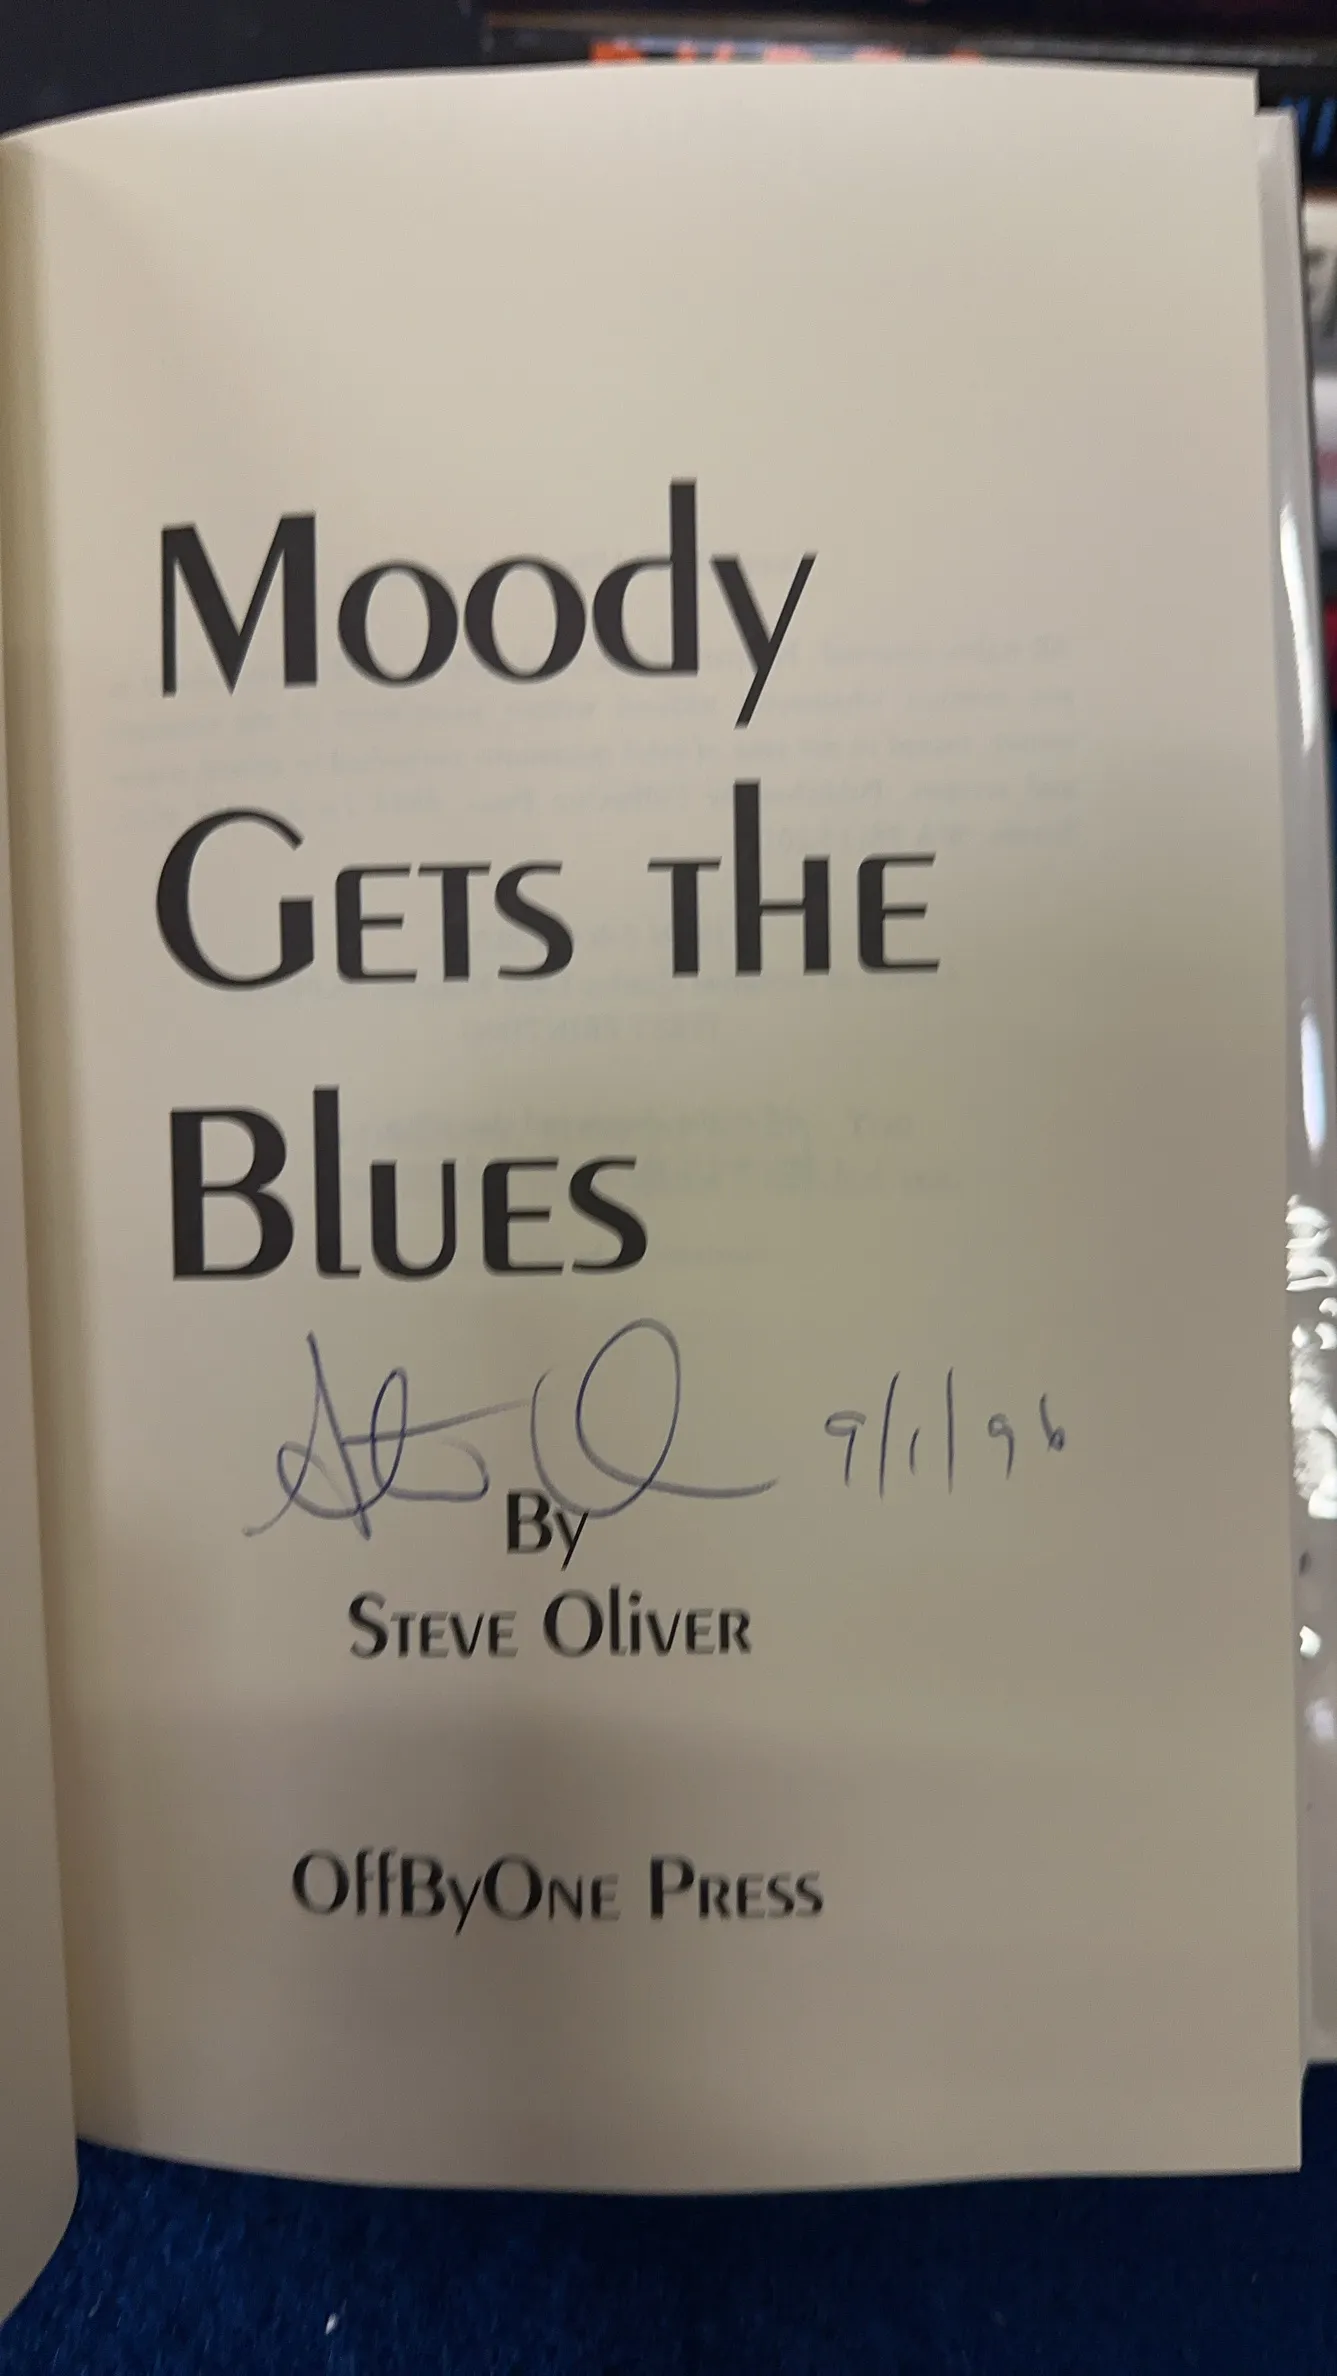 Moody
Gets the
Blues
9/1/96
By
Steve Oliver
OffByOne Press